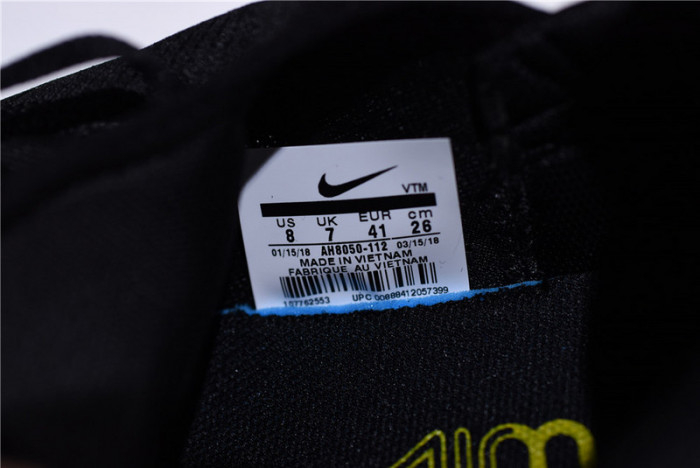 VTM
US UK EUR cm
8 7 41 26
01/15/18 AH8050-112 03/15/18
MADE IN VIETNAM
FABRIQUE AU VIETNAM
107762553 UPC 00888412057399